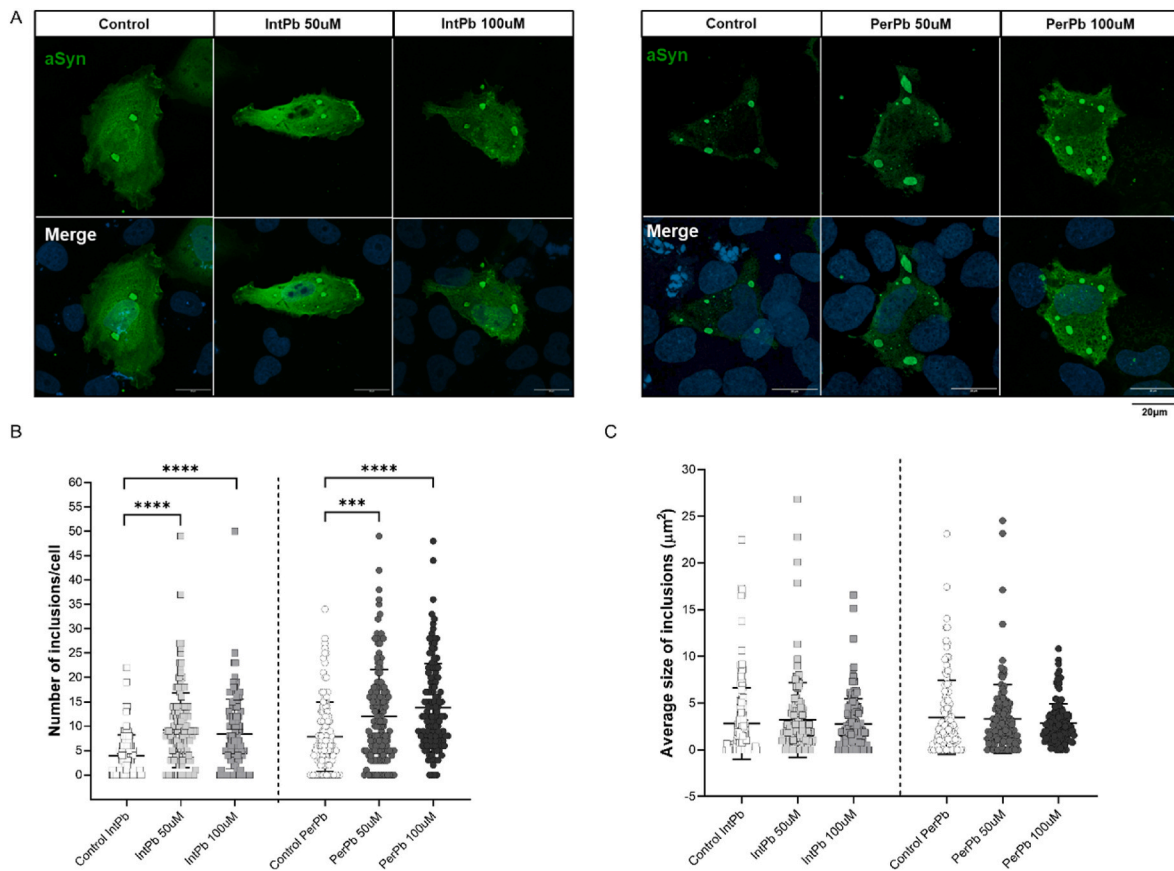 A
Control IntPb 50uM IntPb 100uM
Control PerPb 50uM PerPb 100uM
aSyn
aSyn
Merge
Merge
20μm
B
**** ****
**** ***
Number of inclusions/cell
60
55
50
45
40
35
30
25
20
15
10
5
0
Control IntPb
IntPb 50uM
IntPb 100uM
Control PerPb
PerPb 50uM
PerPb 100uM
C
Average size of inclusions (μm²)
30
25
20
15
10
5
0
-5
Control IntPb
IntPb 50uM
IntPb 100uM
Control PerPb
PerPb 50uM
PerPb 100uM